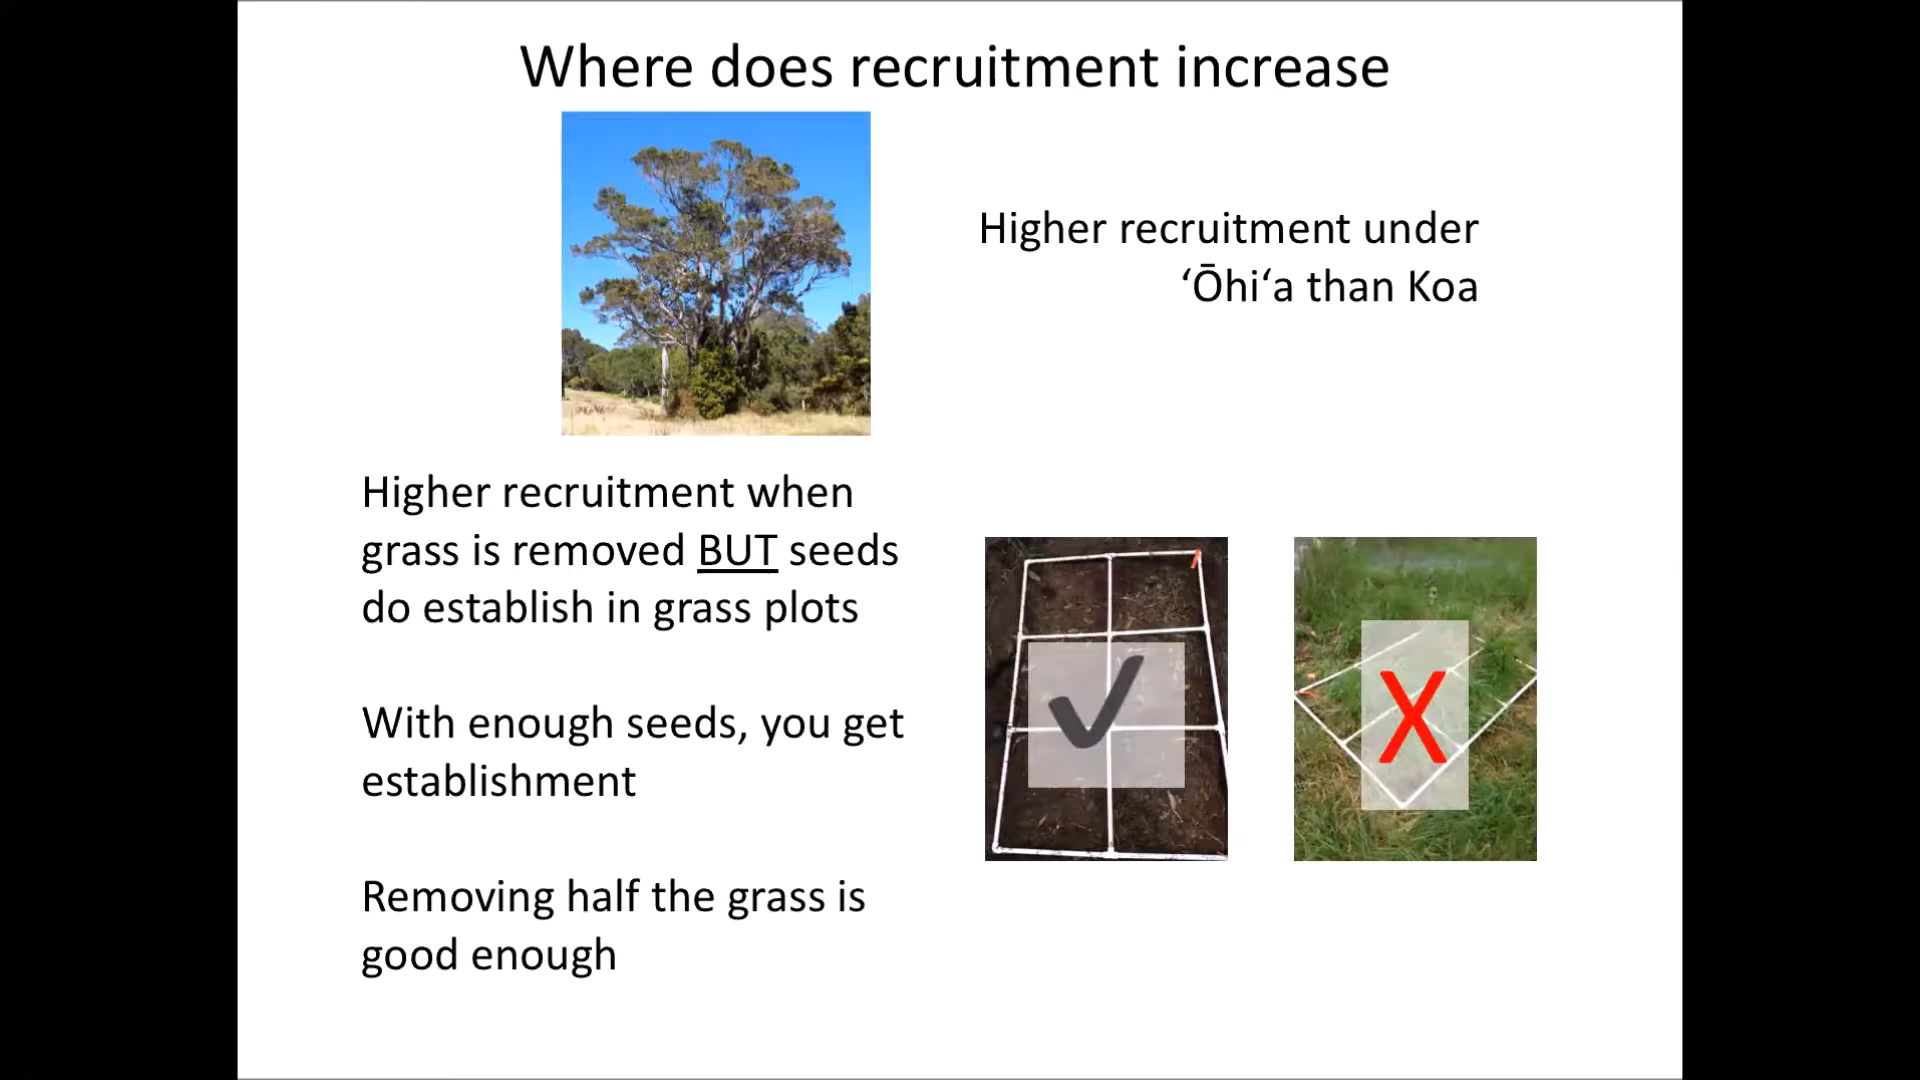 Where does recruitment increase
Higher recruitment under
ʻŌhiʻa than Koa
Higher recruitment when
grass is removed BUT seeds
do establish in grass plots
With enough seeds, you get
establishment
Removing half the grass is
good enough
X